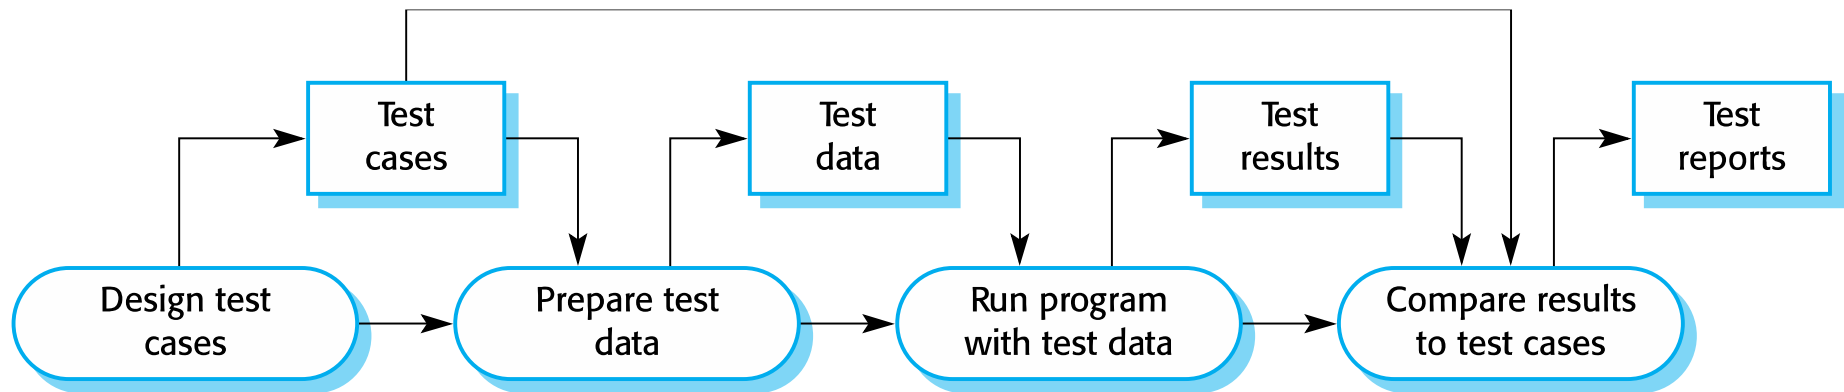 Test
cases
Test
data
Test
results
Test
reports
Design test
cases
Prepare test
data
Run program
with test data
Compare results
to test cases